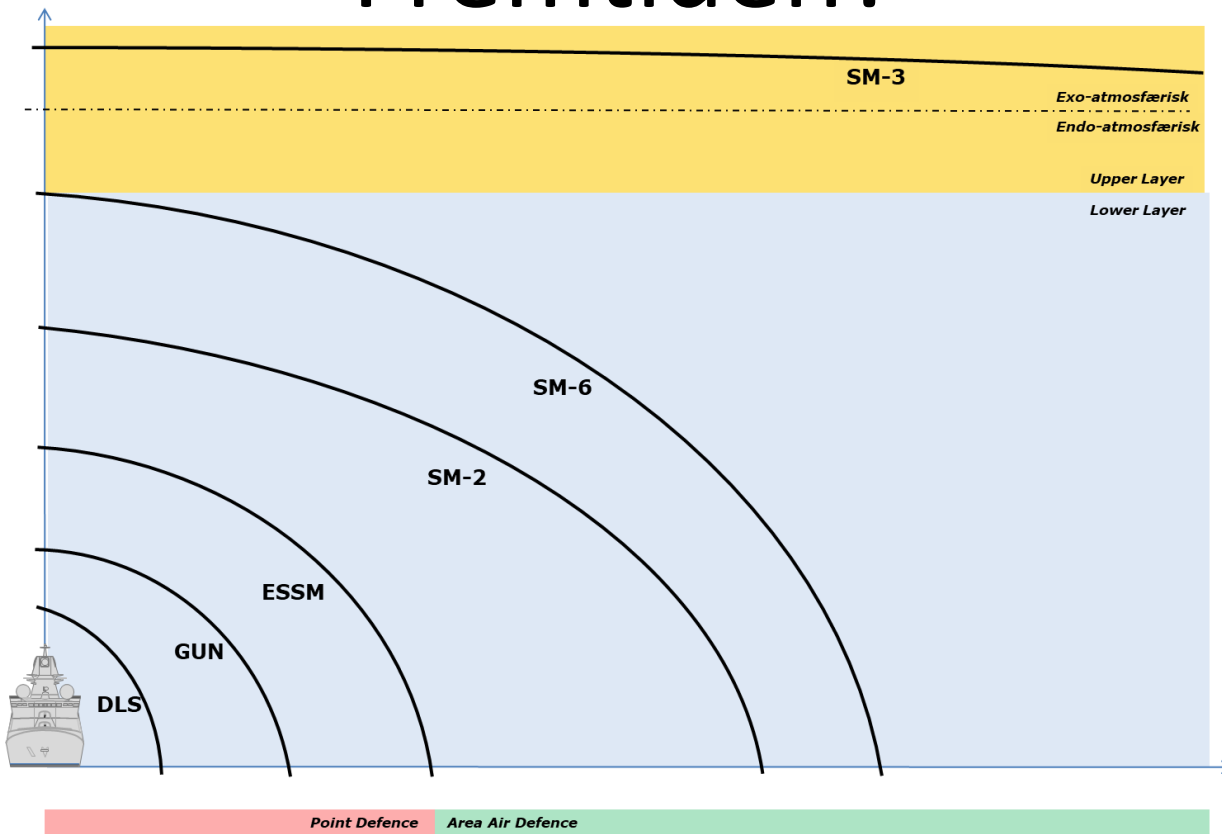 Fremtiden
SM-3
Exo-atmosfærisk
Endo-atmosfærisk
Upper Layer
Lower Layer
SM-6
SM-2
ESSM
GUN
DLS
Point Defence
Area Air Defence